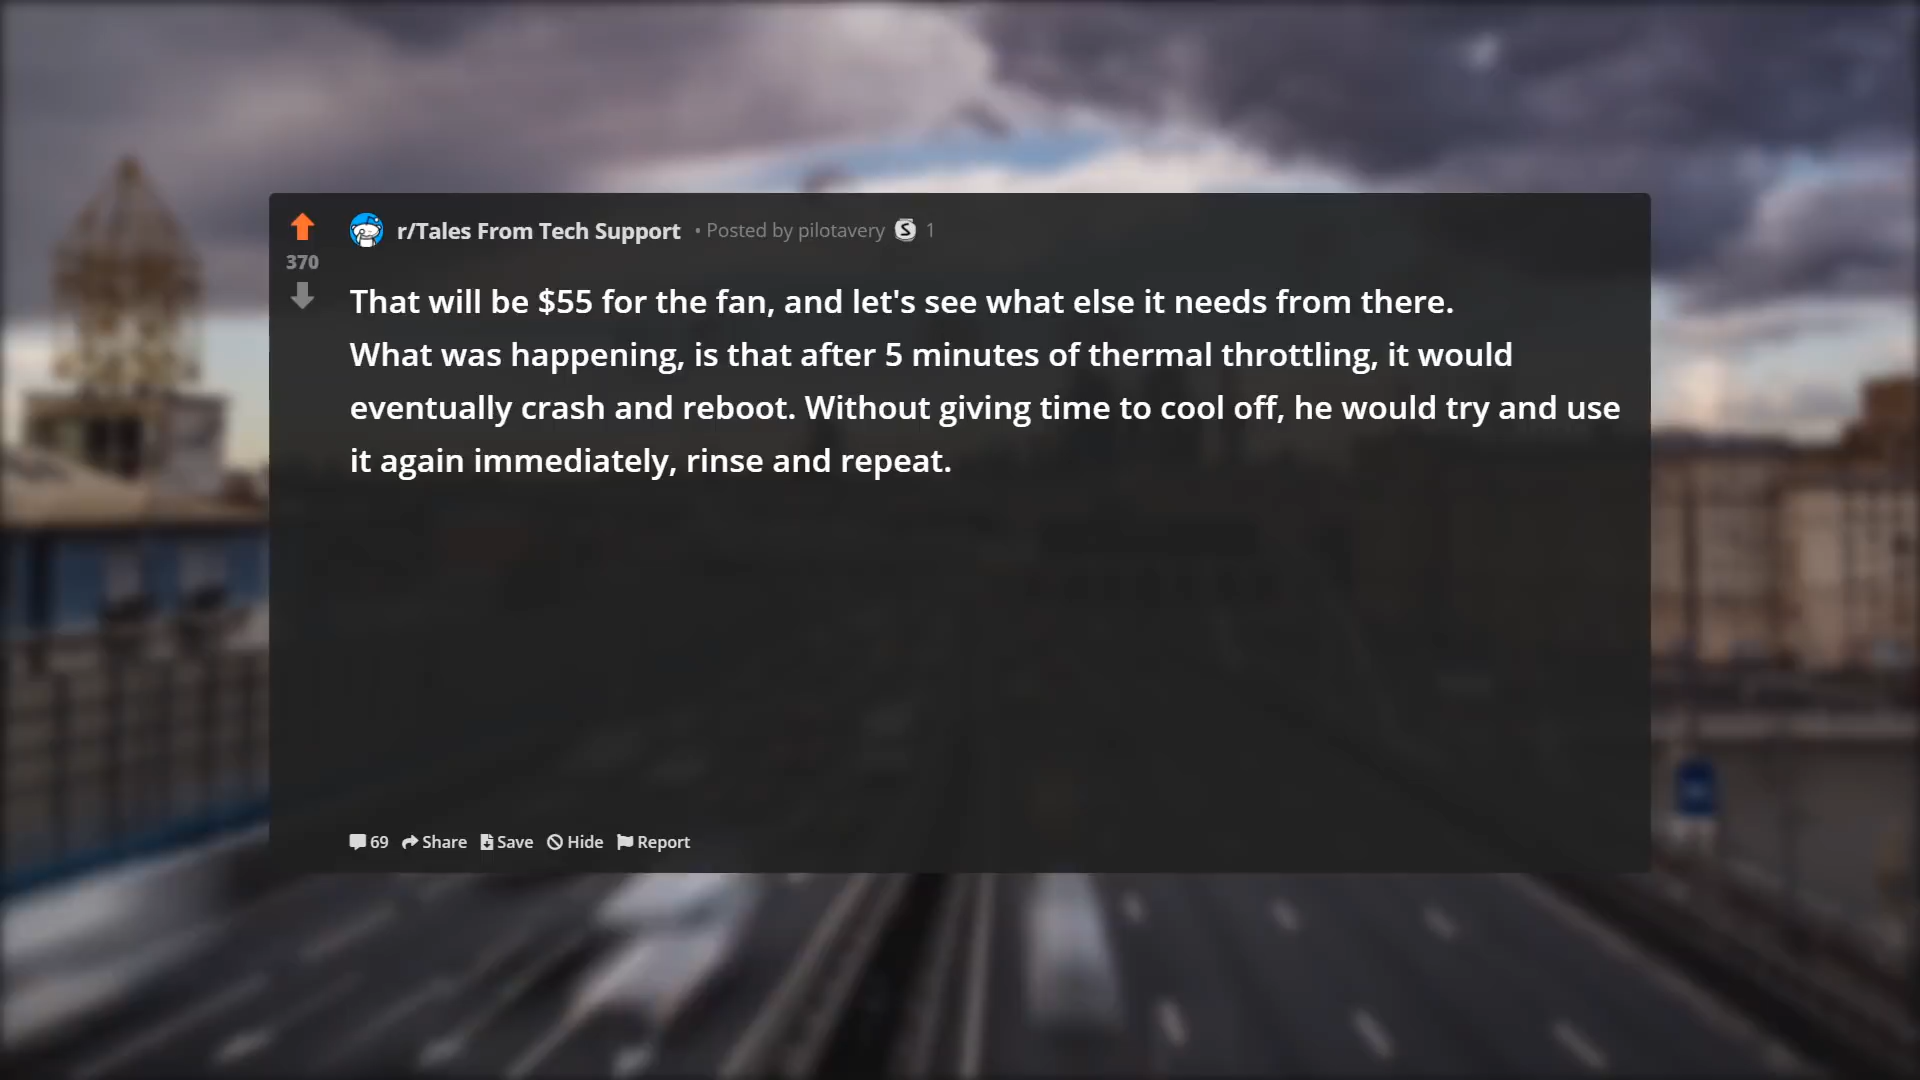 r/Tales From Tech Support • Posted by pilotavery S 1
370
That will be $55 for the fan, and let's see what else it needs from there.
What was happening, is that after 5 minutes of thermal throttling, it would
eventually crash and reboot. Without giving time to cool off, he would try and use
it again immediately, rinse and repeat.
69 Share Save Hide Report